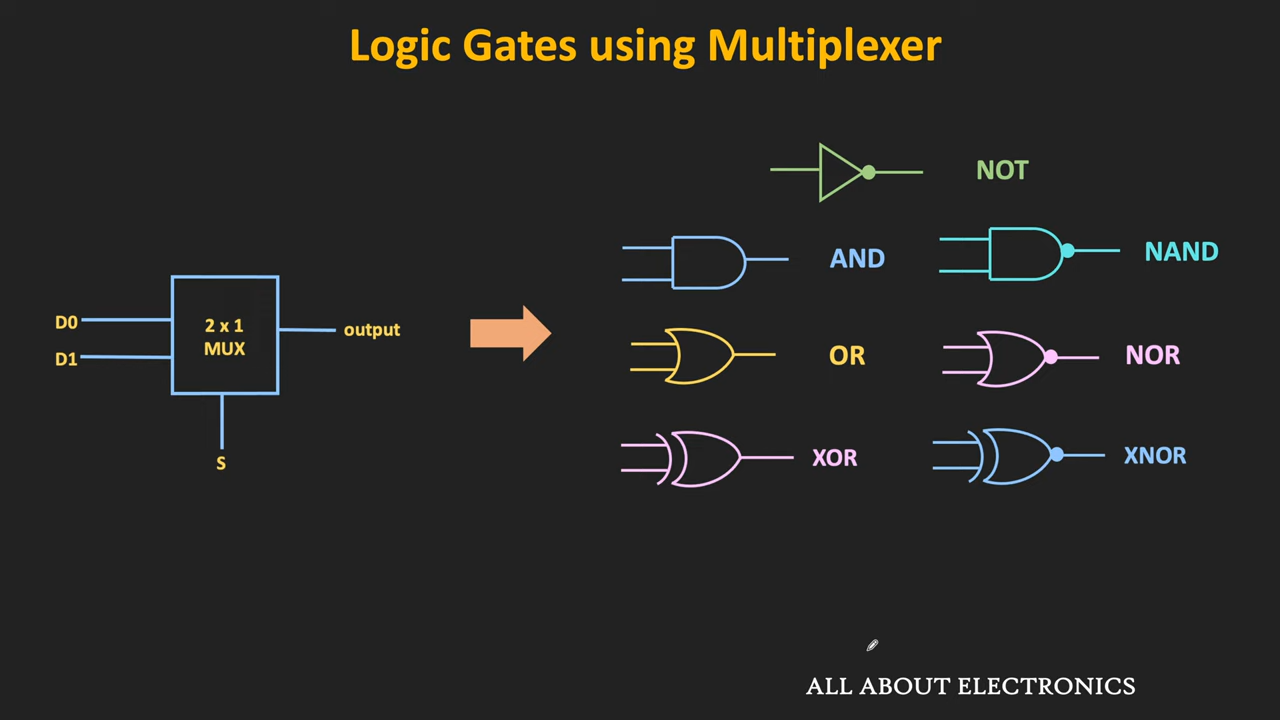 Logic Gates using Multiplexer
NOT
AND
NAND
D0
D1
2 x 1
MUX
output
S
OR
NOR
XOR
XNOR
ALL ABOUT ELECTRONICS